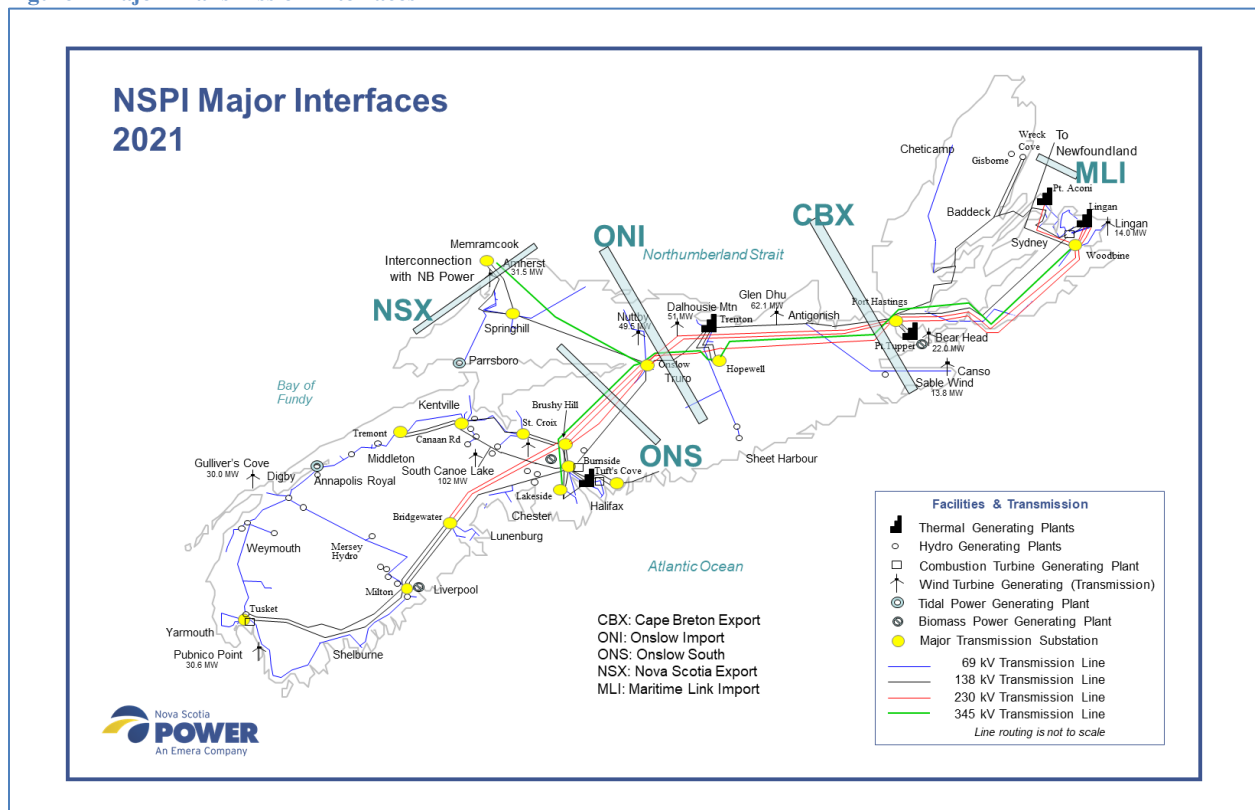 NSPI Major Interfaces
2021
Cheticamp
Wreck
Cove
Gisborne
To
Newfoundland
MLI
Pt. Aconi
Lingan
Lingan
14.0 MW
Baddeck
Sydney
Woodbine
CBX
ONI
Northumberland Strait
Memramcook
Interconnection
with NB Power
Amherst
31.5 MW
NSX
Springhill
Parrsboro
Nuttby
49.5 MW
Dalhousie Mtn
51 MW
Trenton
Glen Dhu
62.1 MW
Antigonish
Port Hastings
Pt Tupper
Bear Head
22.0 MW
Canso
Sable Wind
13.8 MW
Onslow
Truro
Hopewell
Bay of
Fundy
Kentville
Brushy Hill
St. Croix
Tremont
Canaan Rd
Middleton
ONS
Burnside
Tuft's Cove
Sheet Harbour
South Canoe Lake
102 MW
Gulliver's Cove
30.0 MW
Digby
Annapolis Royal
Lakeside
Halifax
Chester
Bridgewater
Lunenburg
Weymouth
Mersey
Hydro
Milton
Liverpool
Atlantic Ocean
Tusket
Yarmouth
Pubnico Point
30.6 MW
Shelburne
CBX: Cape Breton Export
ONI: Onslow Import
ONS: Onslow South
NSX: Nova Scotia Export
MLI: Maritime Link Import
Facilities & Transmission
Thermal Generating Plants
Hydro Generating Plants
Combustion Turbine Generating Plant
Wind Turbine Generating (Transmission)
Tidal Power Generating Plant
Biomass Power Generating Plant
Major Transmission Substation
69 kV Transmission Line
138 kV Transmission Line
230 kV Transmission Line
345 kV Transmission Line
Line routing is not to scale
Nova Scotia
POWER
An Emera Company